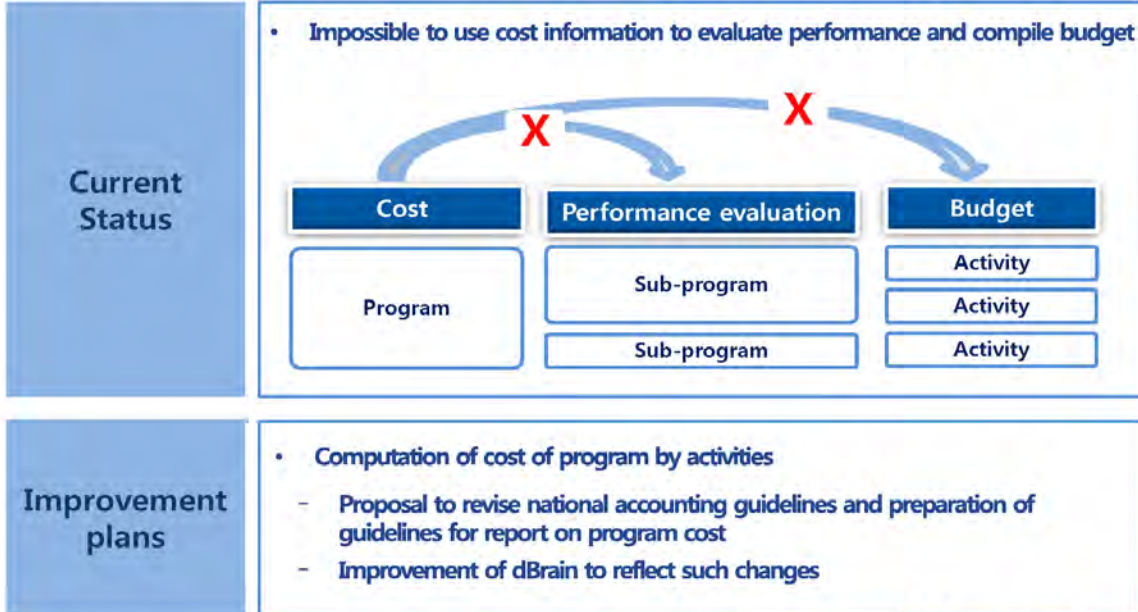 • Impossible to use cost information to evaluate performance and compile budget
X
X
Current
Status
Cost
Performance evaluation
Budget
Program
Sub-program
Sub-program
Activity
Activity
Activity
Improvement
plans
• Computation of cost of program by activities
- Proposal to revise national accounting guidelines and preparation of
guidelines for report on program cost
- Improvement of dBrain to reflect such changes